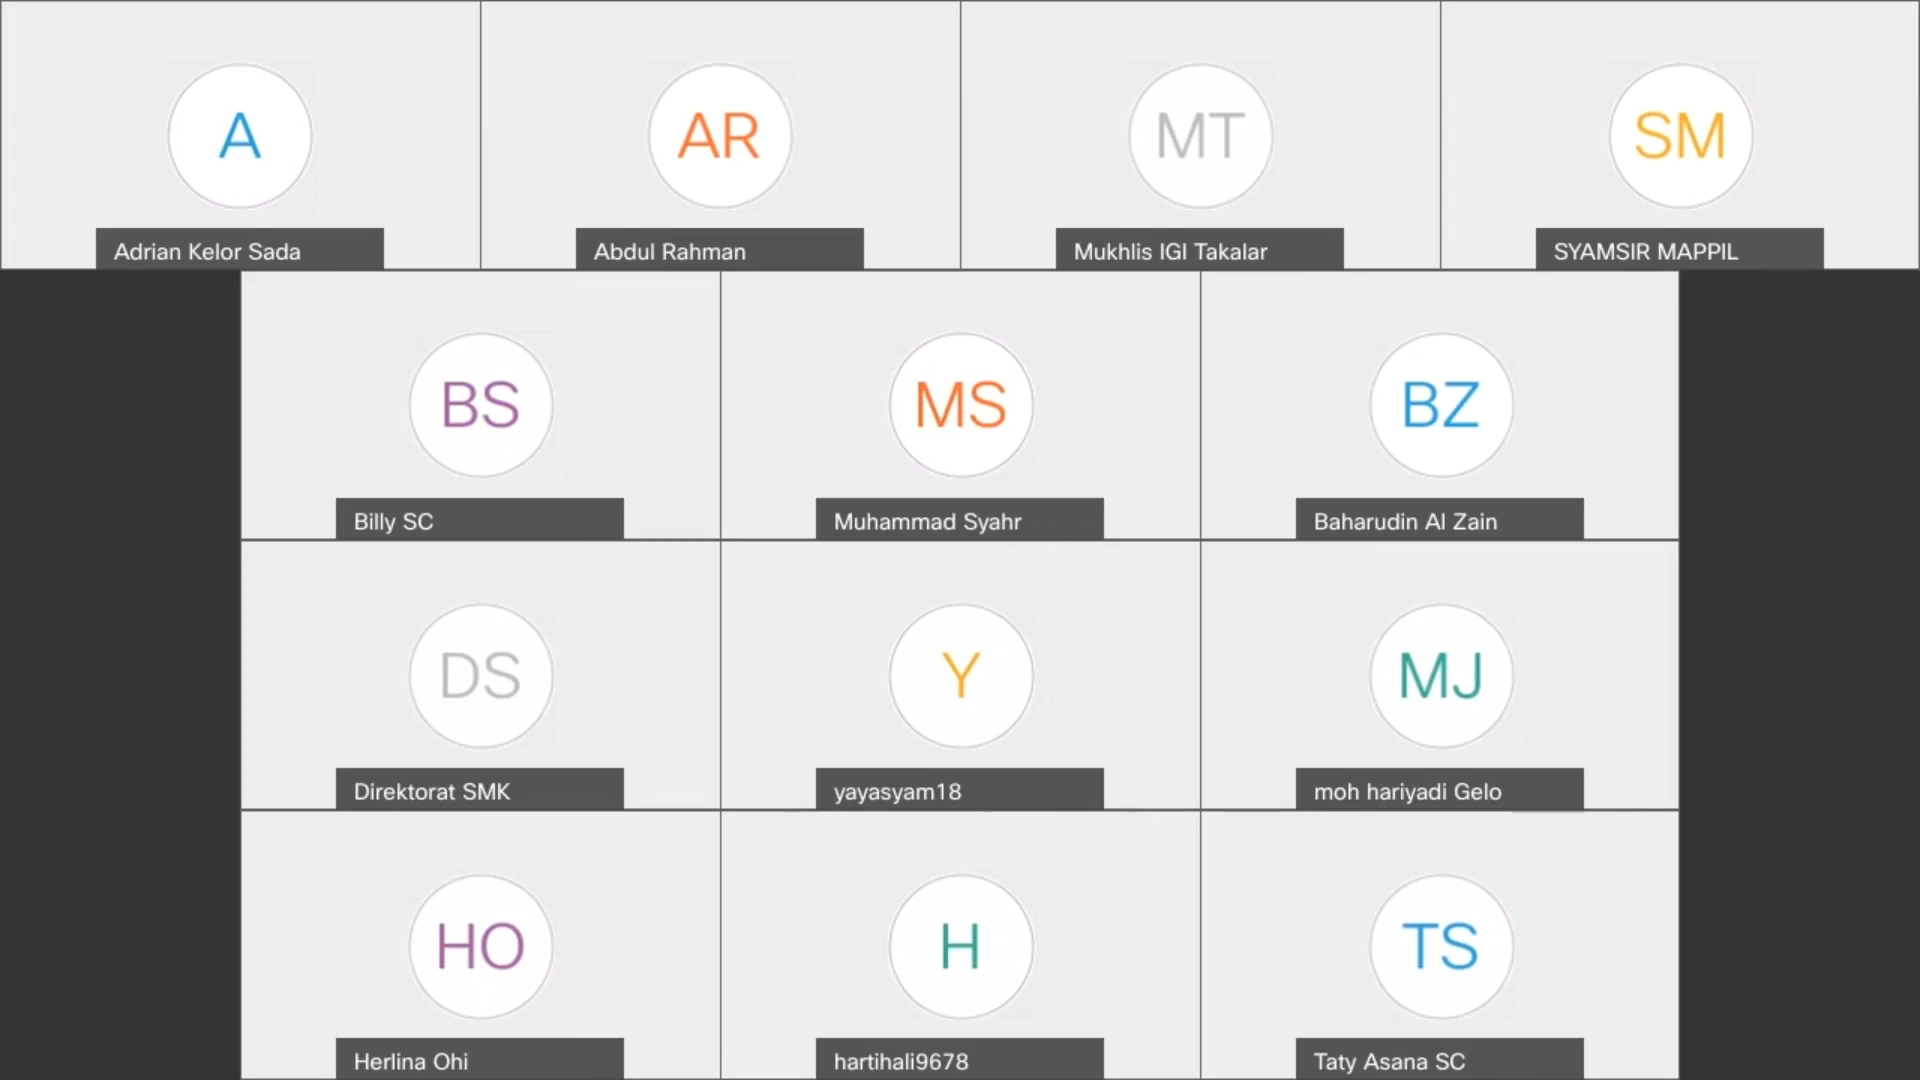 A
AR
MT
SM
Adrian Kelor Sada
Abdul Rahman
Mukhlis IGI Takalar
SYAMSIR MAPPIL
BS
MS
BZ
Billy SC
Muhammad Syahr
Baharudin Al Zain
DS
Y
MJ
Direktorat SMK
yayasyam18
moh hariyadi Gelo
HO
H
TS
Herlina Ohi
hartihali9678
Taty Asana SC